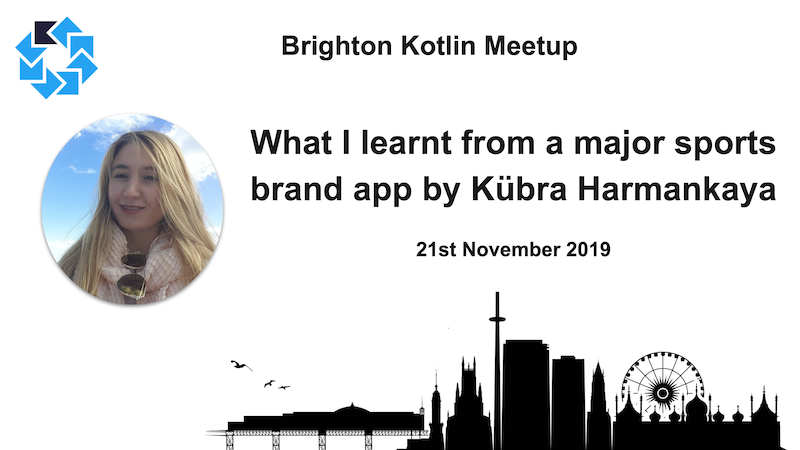 Brighton Kotlin Meetup
What I learnt from a major sports
brand app by Kübra Harmankaya
21st November 2019